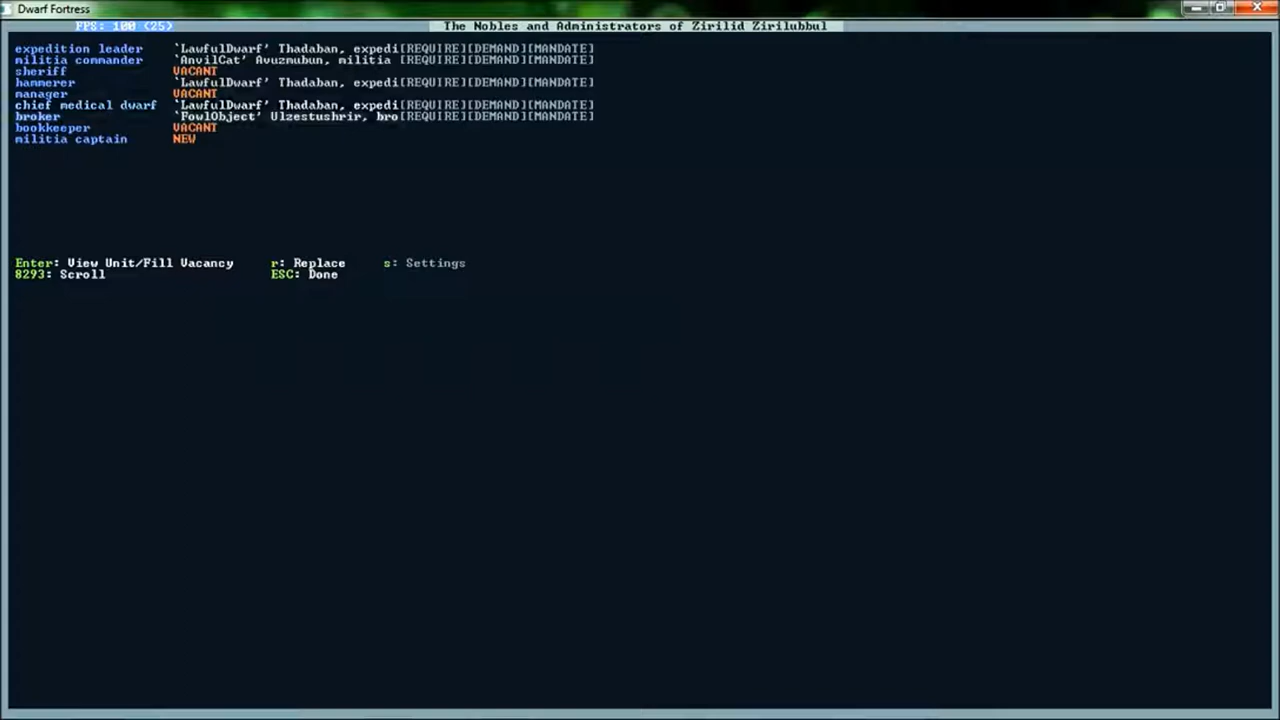 Dwarf Fortress
FPS: 100 (25)
The Nobles and Administrators of Zirilid Zirilubbul
expedition leader `LawfulDwarf' Thadaban, expedi[REQUIRE][DEMAND][MANDATE]
militia commander `AnvilCat' Avuzmubun, militia [REQUIRE][DEMAND][MANDATE]
sheriff VACANT
hammerer `LawfulDwarf' Thadaban, expedi[REQUIRE][DEMAND][MANDATE]
manager VACANT
chief medical dwarf `LawfulDwarf' Thadaban, expedi[REQUIRE][DEMAND][MANDATE]
broker `FowlObject' Ulzestushrir, bro[REQUIRE][DEMAND][MANDATE]
bookkeeper VACANT
militia captain NEW
Enter: View Unit/Fill Vacancy r: Replace s: Settings
8293: Scroll ESC: Done